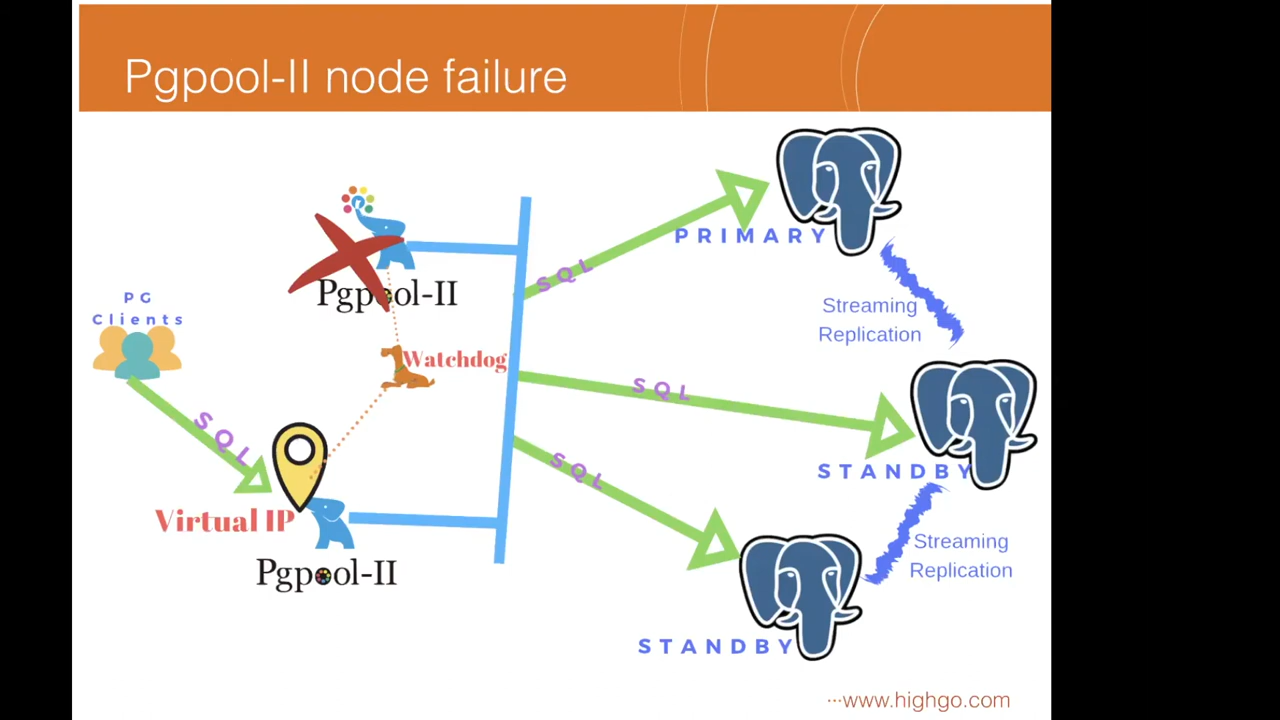 Pgpool-II node failure
PRIMARY
SQL
Pgpool-II
PG
Clients
Streaming
Replication
Watchdog
SQL
SQL
SQL
STANDBY
Virtual IP
Streaming
Replication
Pgpool-II
STANDBY
···www.highgo.com